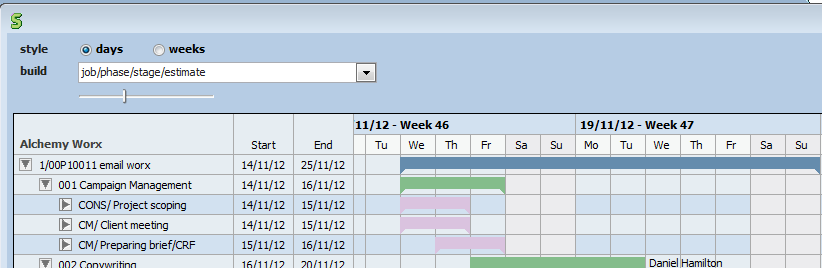 S
style days weeks
build job/phase/stage/estimate
11/12 - Week 46 19/11/12 - Week 47
Alchemy Worx Start End Tu We Th Fr Sa Su Mo Tu We Th Fr Sa Su
1/00P10011 email worx 14/11/12 25/11/12
001 Campaign Management 14/11/12 16/11/12
CONS/ Project scoping 14/11/12 15/11/12
CM/ Client meeting 14/11/12 15/11/12
CM/ Preparing brief/CRF 15/11/12 16/11/12
002 Copywriting 16/11/12 20/11/12 Daniel Hamilton